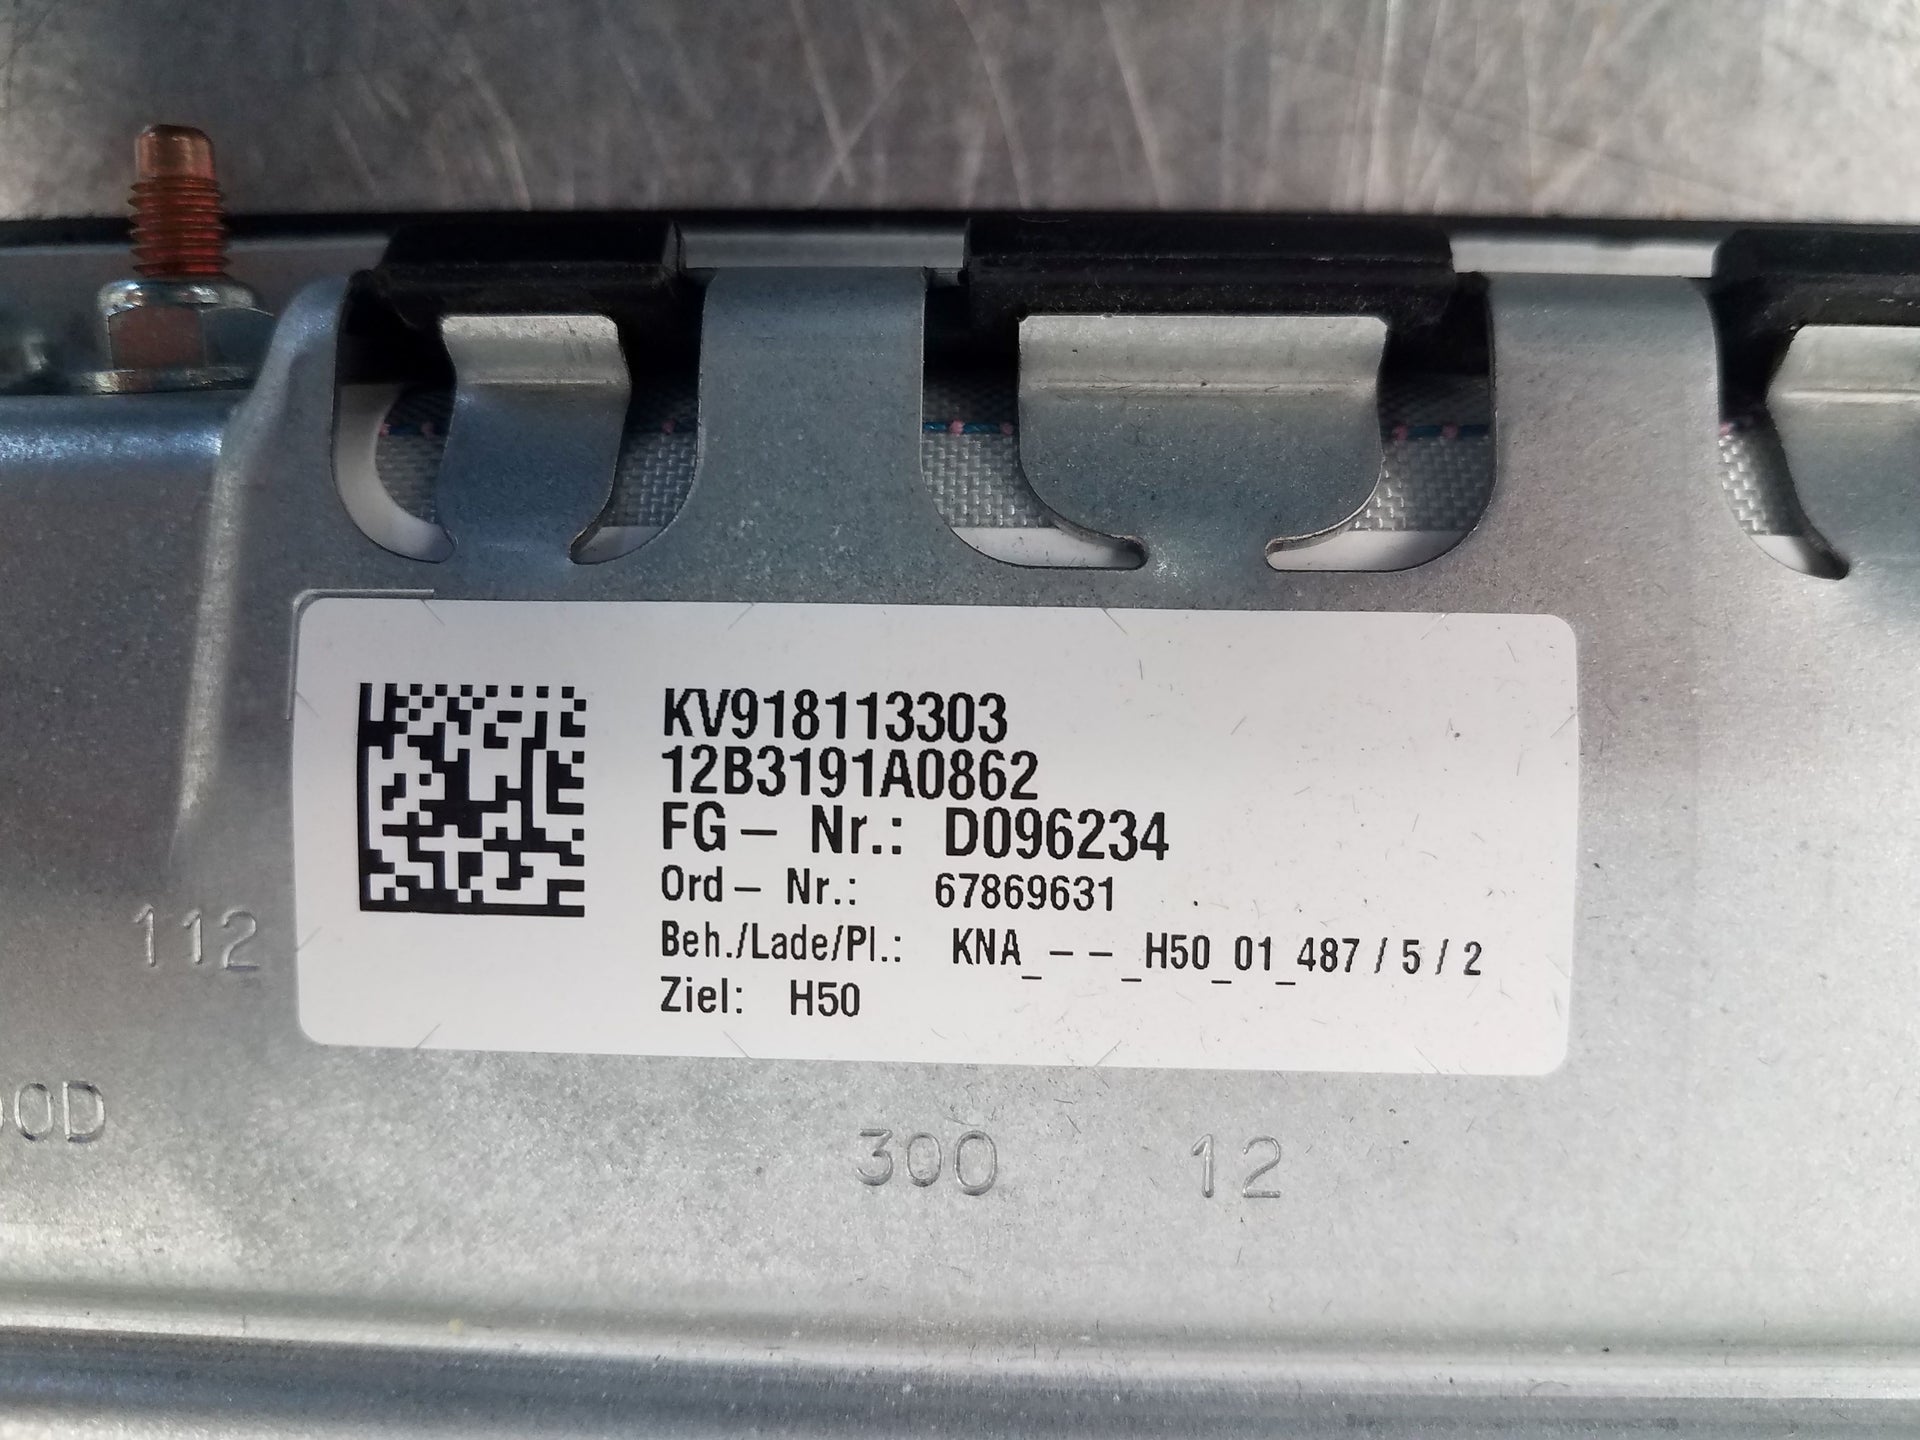 KV918113303
12B3191A0862
FG - Nr.: D096234
Ord - Nr.: 67869631
Beh./Lade/Pl.: KNA_--_H50_01_487 / 5 / 2
Ziel: H50
112
0D
300 12